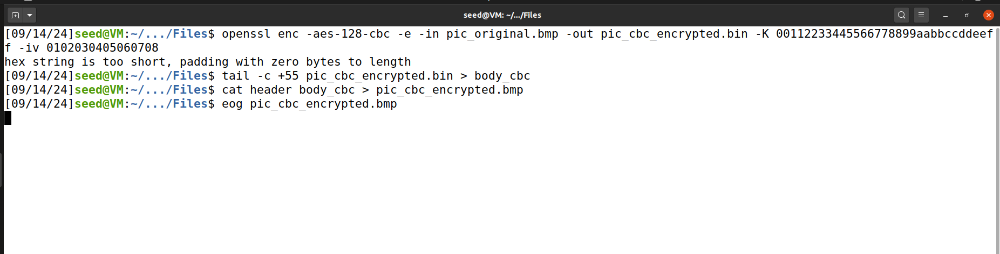 seed@VM: ~/.../Files
[09/14/24]seed@VM:~/.../Files$ openssl enc -aes-128-cbc -e -in pic_original.bmp -out pic_cbc_encrypted.bin -K 00112233445566778899aabbccddeef
f -iv 0102030405060708
hex string is too short, padding with zero bytes to length
[09/14/24]seed@VM:~/.../Files$ tail -c +55 pic_cbc_encrypted.bin > body_cbc
[09/14/24]seed@VM:~/.../Files$ cat header body_cbc > pic_cbc_encrypted.bmp
[09/14/24]seed@VM:~/.../Files$ eog pic_cbc_encrypted.bmp